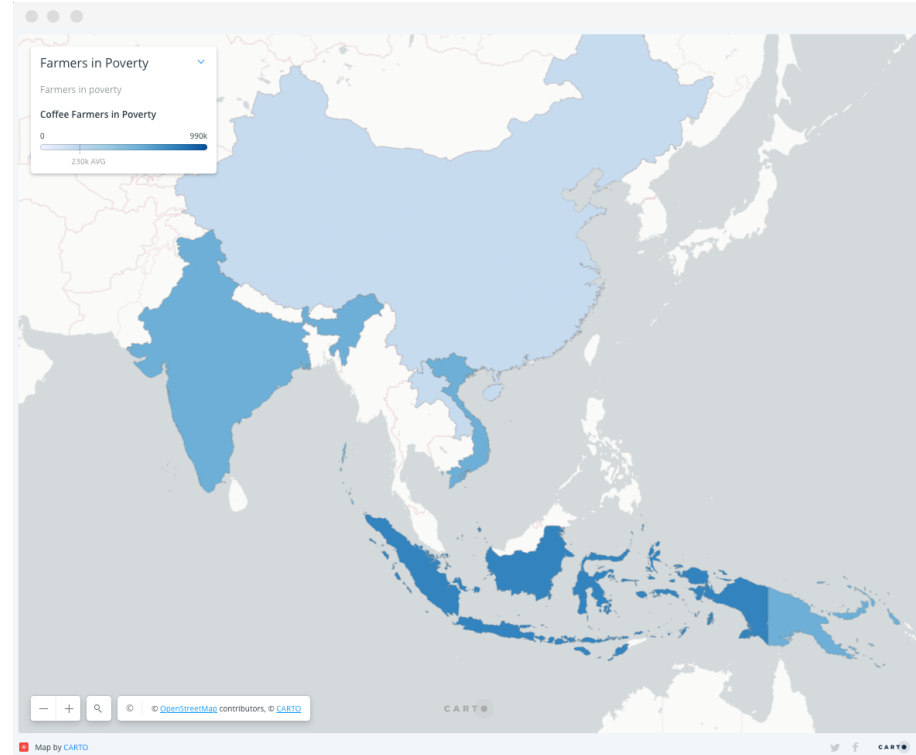 Farmers in Poverty
Farmers in poverty
Coffee Farmers in Poverty
0 990k
230k AVG
© © OpenStreetMap contributors, © CARTO
CARTO
Map by CARTO
CARTO